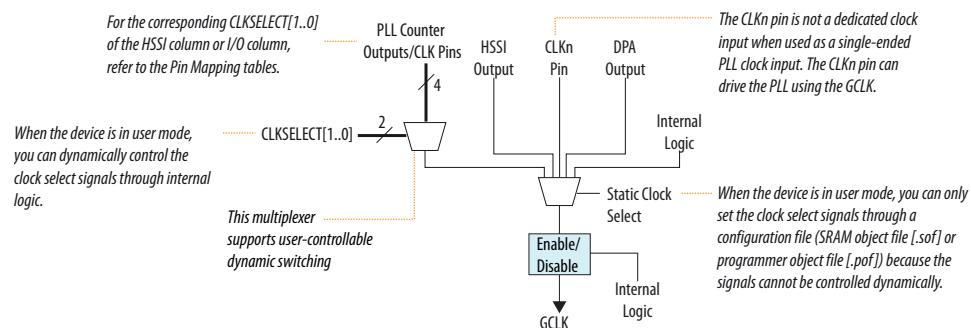 For the corresponding CLKSELECT[1..0]
of the HSSI column or I/O column,
refer to the Pin Mapping tables.
PLL Counter
Outputs/CLK Pins
HSSI
Output
CLKn
Pin
DPA
Output
The CLKn pin is not a dedicated clock
input when used as a single-ended
PLL clock input. The CLKn pin can
drive the PLL using the GCLK.
4
When the device is in user mode,
you can dynamically control the
clock select signals through internal
logic.
CLKSELECT[1..0]
2
Internal
Logic
This multiplexer
supports user-controllable
dynamic switching
Static Clock
Select
When the device is in user mode, you can only
set the clock select signals through a
configuration file (SRAM object file [.sof] or
programmer object file [.pof]) because the
signals cannot be controlled dynamically.
Enable/
Disable
Internal
Logic
GCLK